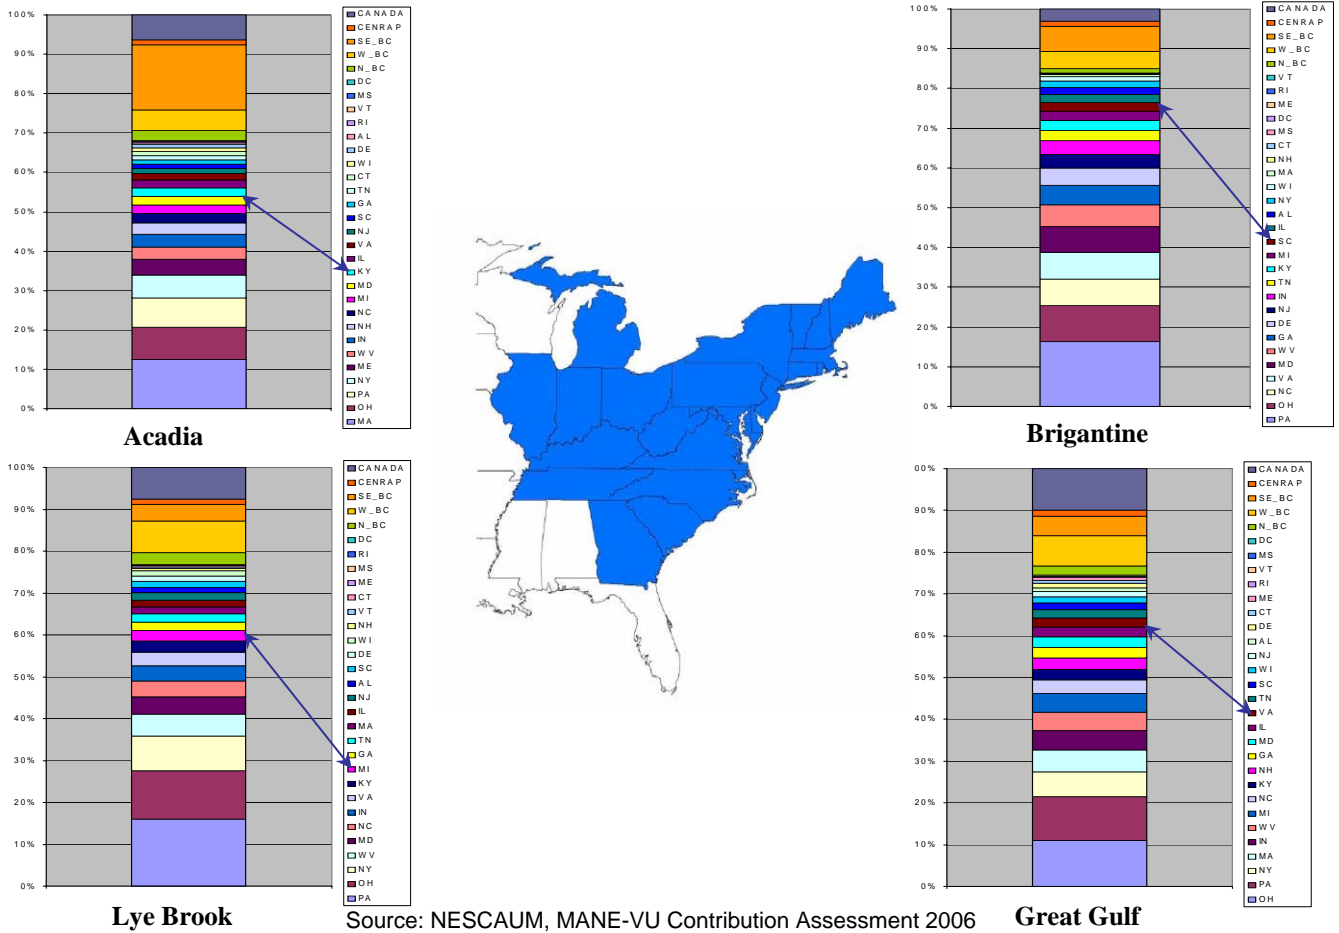 100%
90%
80%
70%
60%
50%
40%
30%
20%
10%
0%
CANADA
CENRAP
SE_BC
W_BC
N_BC
DC
MS
VT
RI
AL
DE
WI
CT
TN
GA
SC
NJ
VA
IL
KY
MD
MI
NC
NH
IN
WV
ME
NY
PA
OH
MA
Acadia
100%
90%
80%
70%
60%
50%
40%
30%
20%
10%
0%
CANADA
CENRAP
SE_BC
W_BC
N_BC
VT
RI
ME
DC
MS
CT
NH
MA
WI
NY
AL
IL
SC
MI
KY
TN
IN
NJ
DE
GA
WV
MD
VA
NC
OH
PA
Brigantine
100%
90%
80%
70%
60%
50%
40%
30%
20%
10%
0%
CANADA
CENRAP
SE_BC
W_BC
N_BC
DC
RI
MS
ME
CT
VT
NH
WI
DE
SC
AL
NJ
IL
MA
TN
GA
MI
KY
VA
IN
NC
MD
WV
NY
OH
PA
Lye Brook
00%
90%
80%
70%
60%
50%
40%
30%
20%
10%
0%
CANADA
CENRAP
SE_BC
W_BC
N_BC
DC
MS
VT
RI
ME
CT
DE
AL
NJ
WI
SC
TN
VA
IL
MD
GA
NH
KY
NC
MI
WV
IN
MA
NY
PA
OH
Great Gulf
Source: NESCAUM, MANE-VU Contribution Assessment 2006